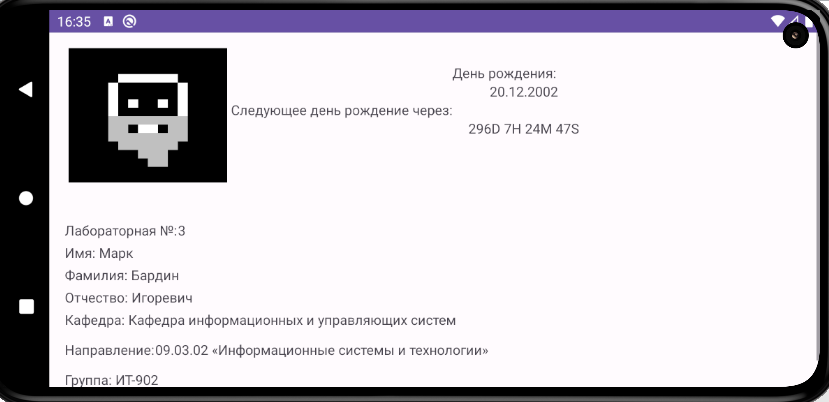 16:35
День рождения:
20.12.2002
Следующее день рождение через:
296D 7H 24M 47S
Лабораторная №:3
Имя: Марк
Фамилия: Бардин
Отчество: Игоревич
Кафедра: Кафедра информационных и управляющих систем
Направление:09.03.02 «Информационные системы и технологии»
Группа: ИТ-902